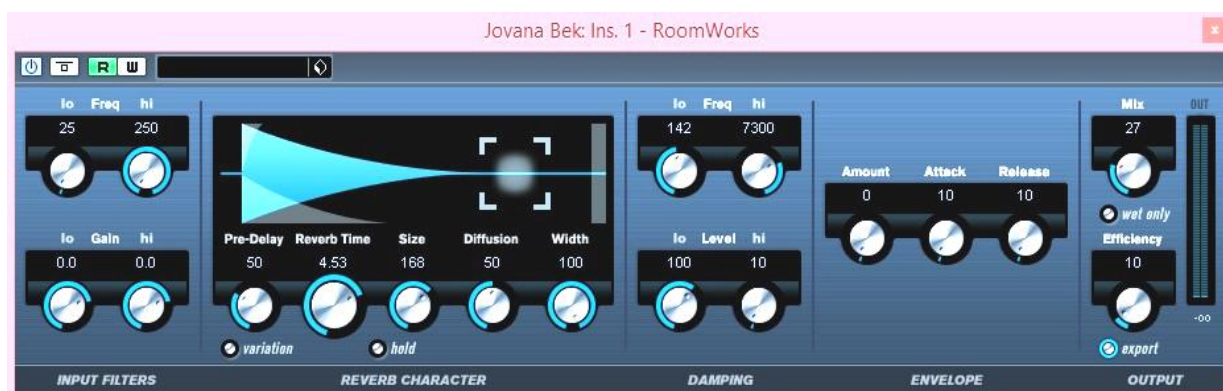 Jovana Bek: Ins. 1 - RoomWorks
x
R W
lo Freq hi
25 250
lo Gain hi
0.0 0.0
INPUT FILTERS
Pre-Delay Reverb Time Size Diffusion Width
50 4.53 168 50 100
variation hold
REVERB CHARACTER
lo Freq hi
142 7300
lo Level hi
100 10
DAMPING
Amount Attack Release
0 10 10
ENVELOPE
Mix OUT
27
wet only
Efficiency
10
-oo
export
OUTPUT